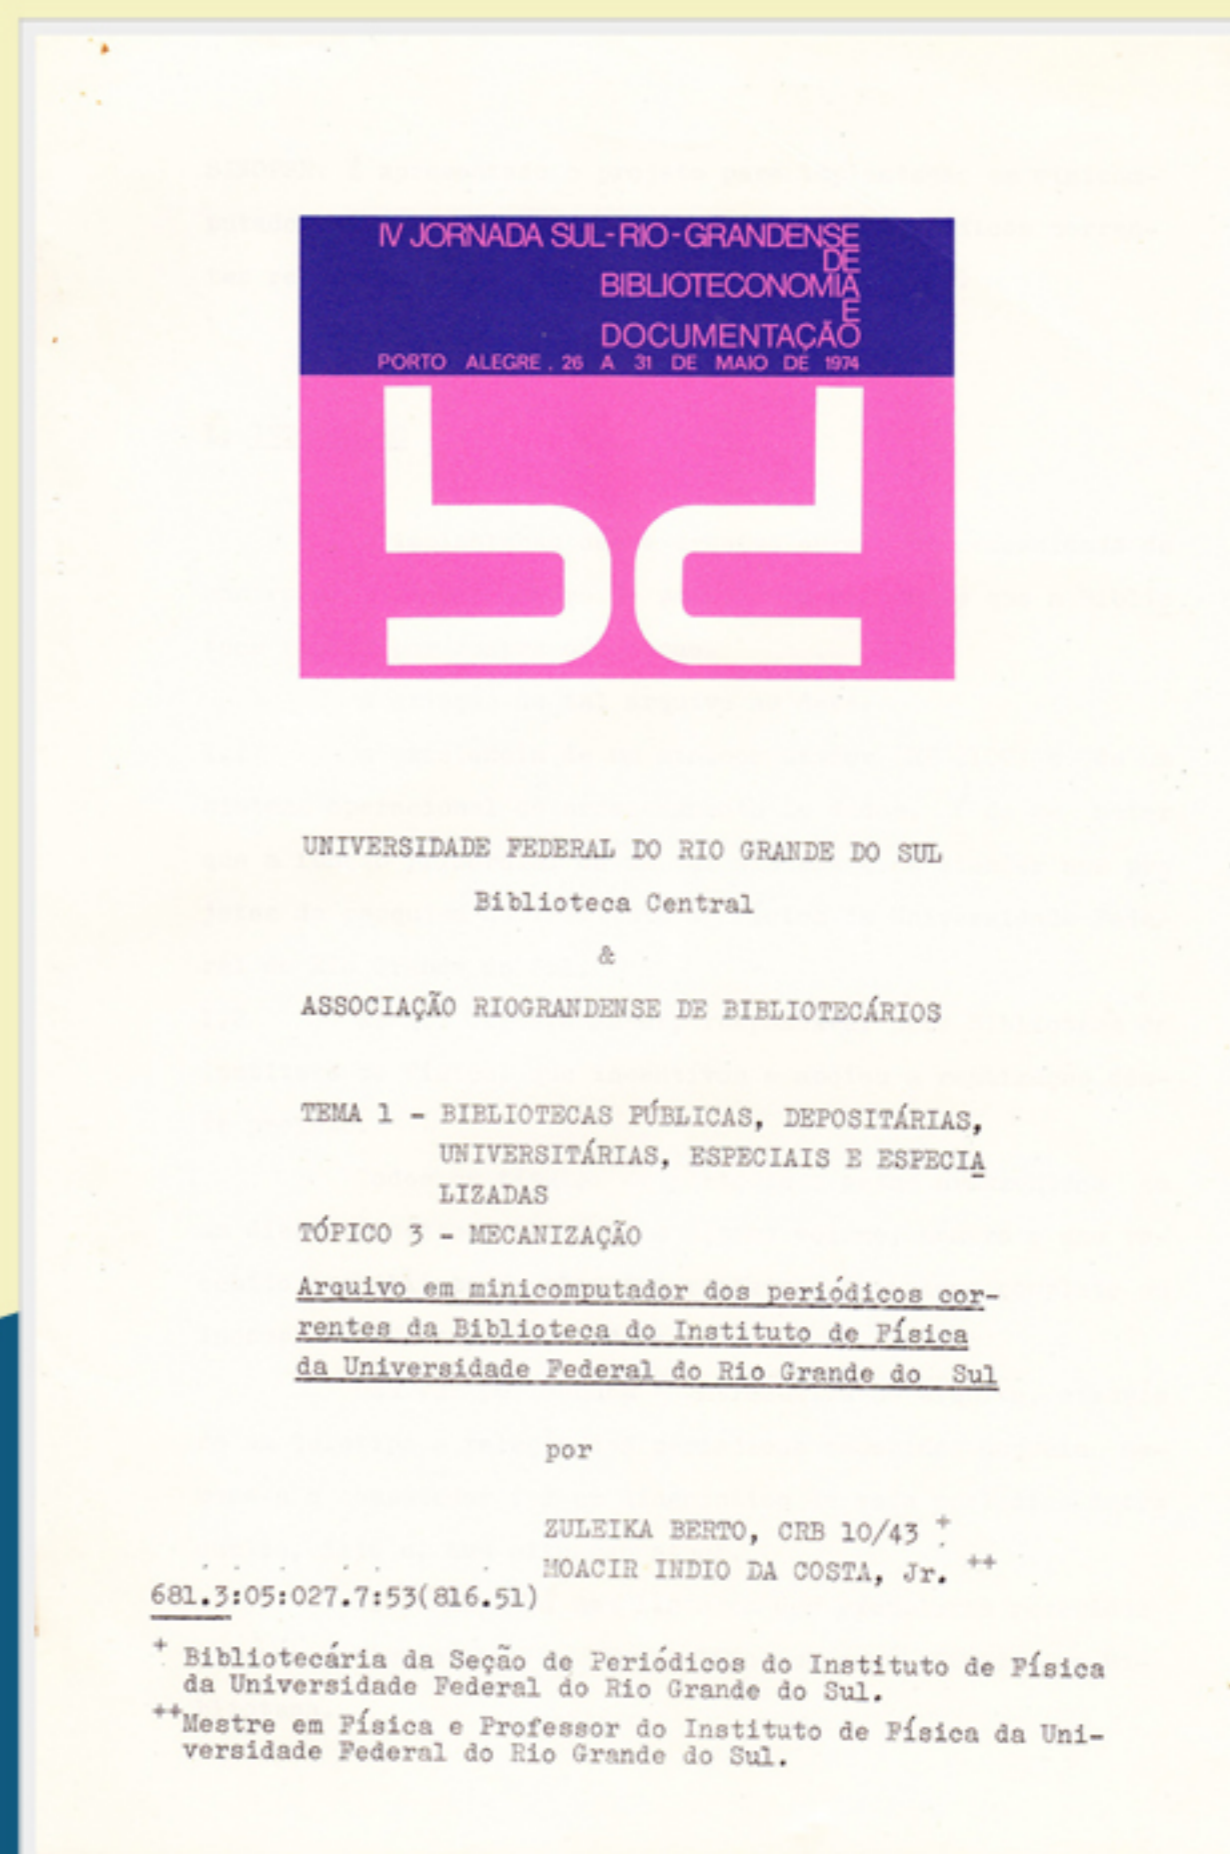 IV JORNADA SUL-RIO-GRANDENSE
DE
BIBLIOTECONOMIA
E
DOCUMENTAÇÃO
PORTO ALEGRE, 26 A 31 DE MAIO DE 1974
bd
UNIVERSIDADE FEDERAL DO RIO GRANDE DO SUL
Biblioteca Central
&
ASSOCIAÇÃO RIOGRANDENSE DE BIBLIOTECÁRIOS
TEMA 1 - BIBLIOTECAS PÚBLICAS, DEPOSITÁRIAS,
UNIVERSITÁRIAS, ESPECIAIS E ESPECIA
LIZADAS
TÓPICO 3 - MECANIZAÇÃO
Arquivo em minicomputador dos periódicos cor-
rentes da Biblioteca do Instituto de Física
da Universidade Federal do Rio Grande do Sul
por
ZULEIKA BERTO, CRB 10/43 +
MOACIR INDIO DA COSTA, Jr. ++
681.3:05:027.7:53(816.51)
+ Bibliotecária da Seção de Periódicos do Instituto de Física
da Universidade Federal do Rio Grande do Sul.
++Mestre em Física e Professor do Instituto de Física da Uni-
versidade Federal do Rio Grande do Sul.